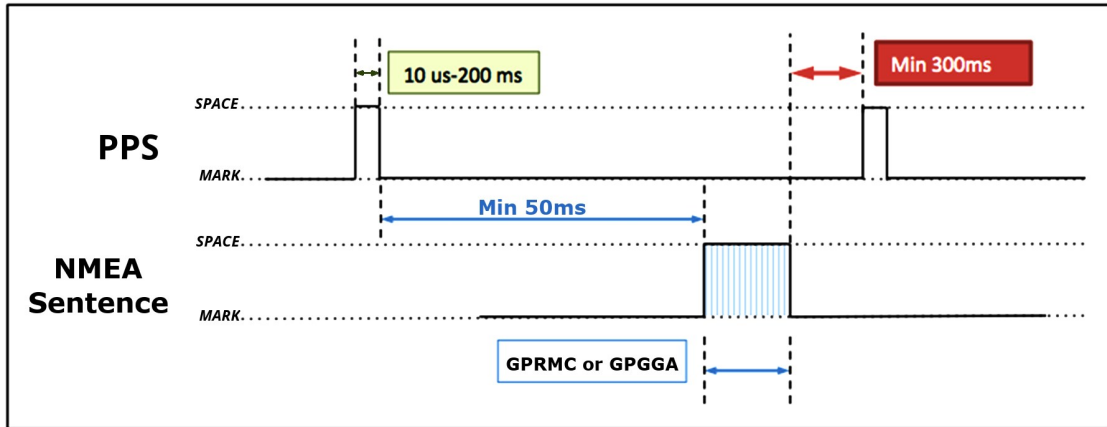 10 us-200 ms
Min 300ms
SPACE
PPS
MARK
Min 50ms
SPACE
NMEA
Sentence
MARK
GPRMC or GPGGA